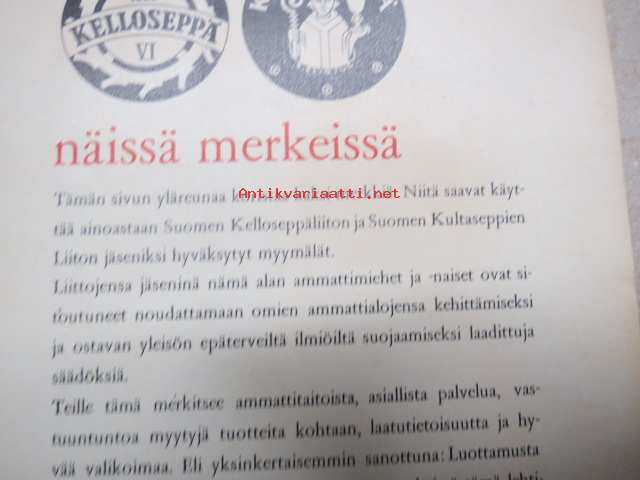 KELLOSEPPÄ
VI
näissä merkeissä
Antikvariaatti.net
Tämän sivun yläreunaa Niitä saavat käyt-
tää ainoastaan Suomen Kelloseppäliiton ja Suomen Kultaseppien
Liiton jäseniksi hyväksytyt myymälät.
Liittojensa jäseninä nämä alan ammattimiehet ja -naiset ovat si-
toutuneet noudattamaan omien ammattialojensa kehittämiseksi
ja ostavan yleisön epäterveiltä ilmiöiltä suojaamiseksi laadittuja
säädöksiä.
Teille tämä merkitsee ammattitaitoista, asiallista palvelua, vas-
tuuntuntoa myytyjä tuotteita kohtaan, laatutietoisuutta ja hy-
vää valikoimaa. Eli yksinkertaisemmin sanottuna: Luottamusta